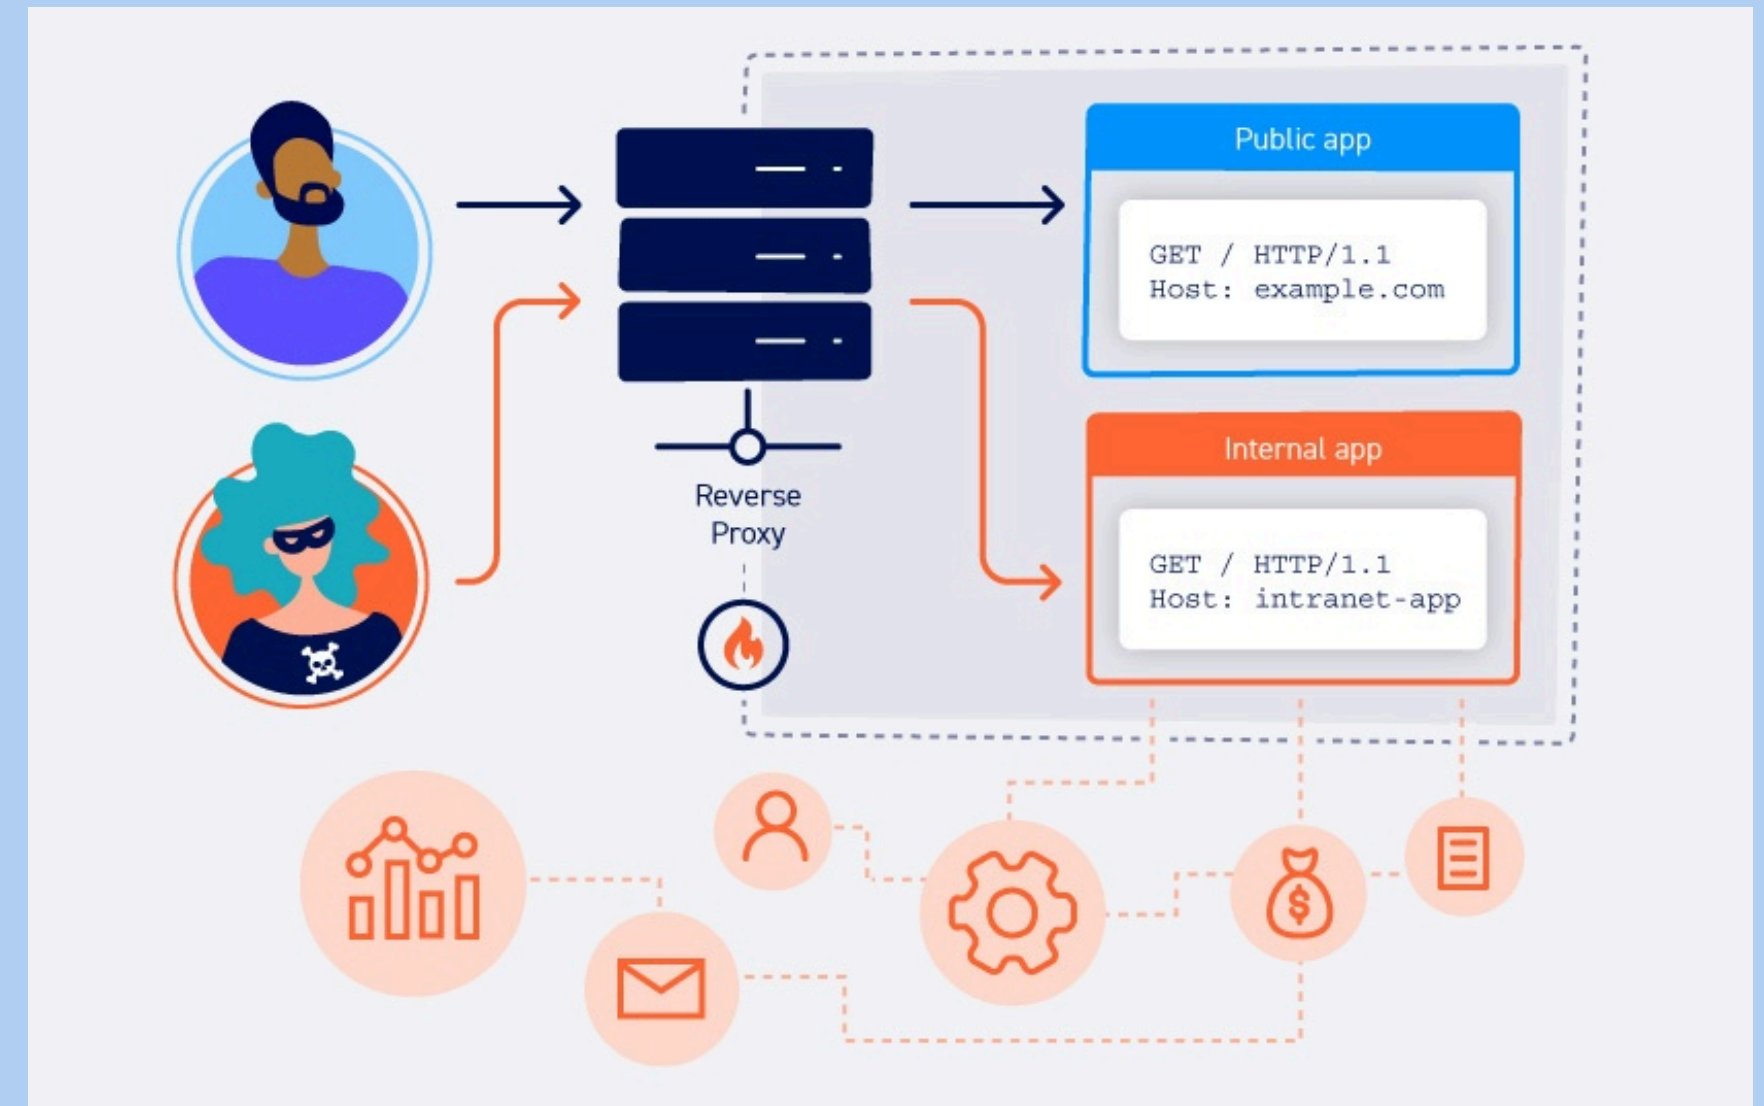 Public app
GET / HTTP/1.1
Host: example.com
Internal app
Reverse
Proxy
GET / HTTP/1.1
Host: intranet-app
$